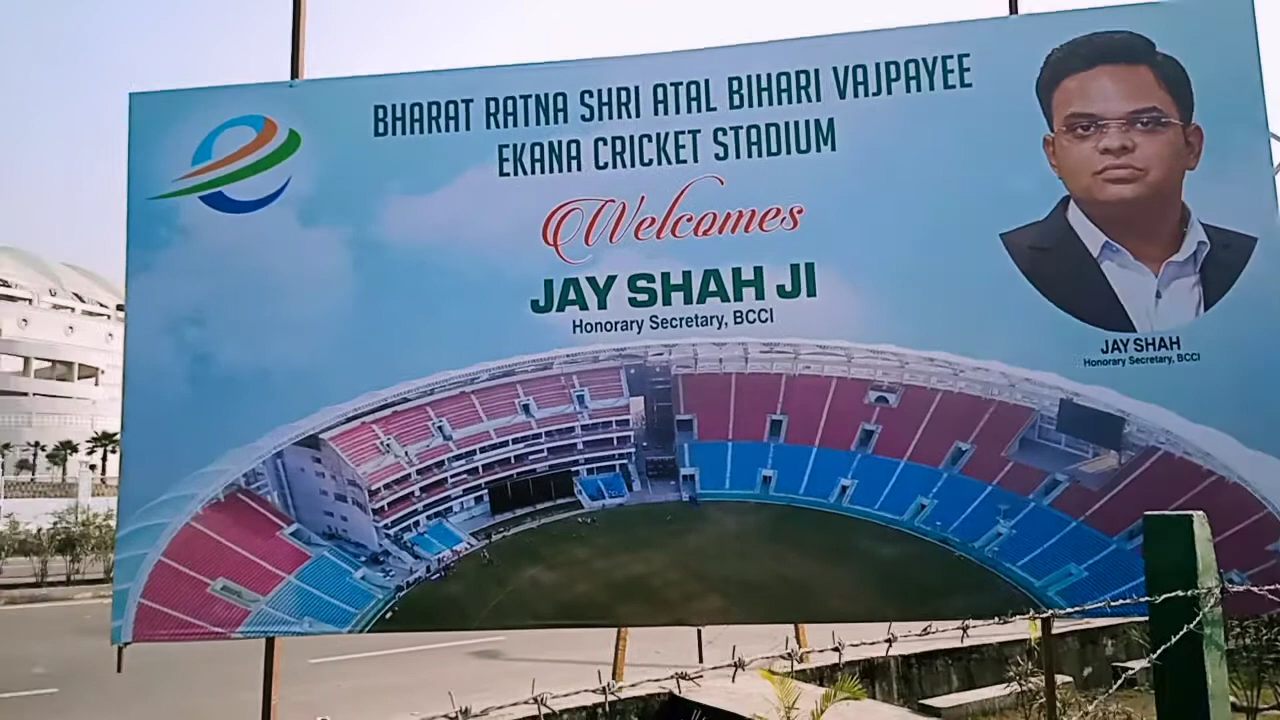 BHARAT RATNA SHRI ATAL BIHARI VAJPAYEE
EKANA CRICKET STADIUM
Welcomes
JAY SHAH JI
Honorary Secretary, BCCI
JAY SHAH
Honorary Secretary, BCCI